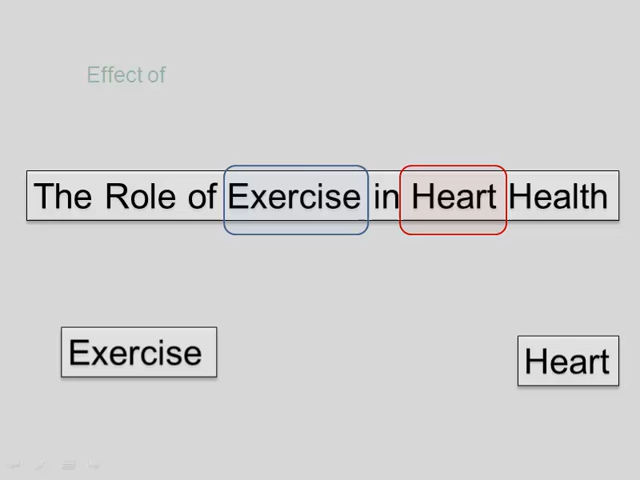 Effect of
The Role of Exercise in Heart Health
Exercise
Heart